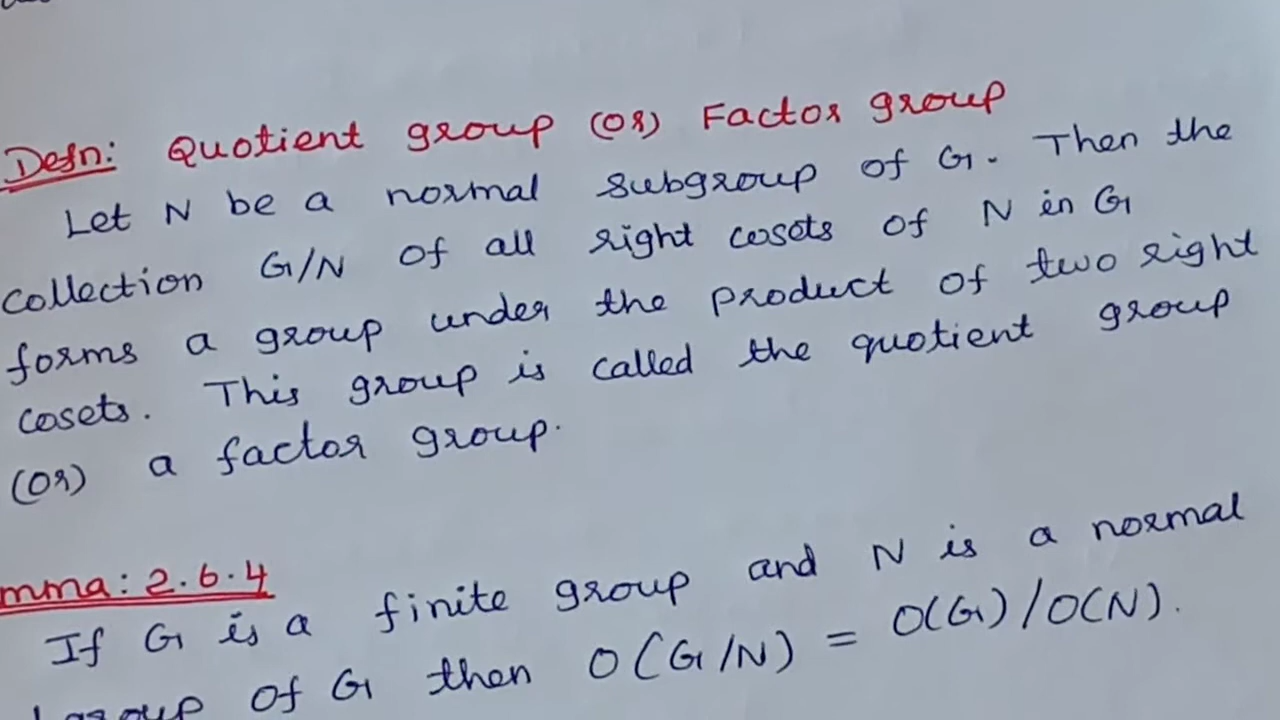 Defn: Quotient group (or) Factor group
Let N be a normal subgroup of G. Then the
collection G/N of all right cosets of N in G
forms a group under the product of two right
cosets. This group is called the quotient group
(or) a factor group.
mma: 2.6.4
If G is a finite group and N is a normal
group of G then O(G/N) = O(G)/O(N).